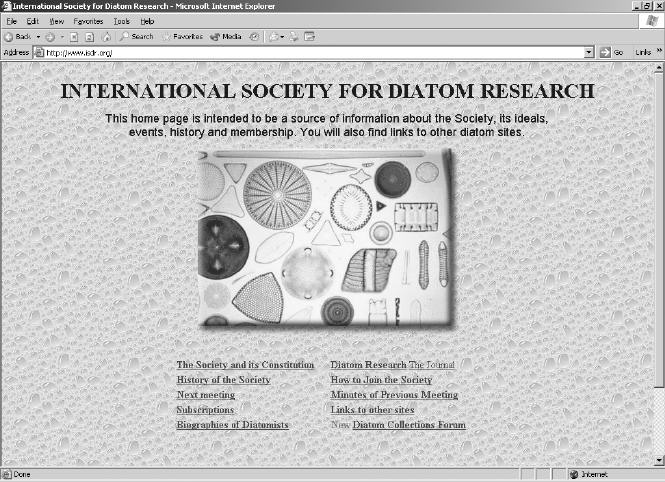 International Society for Diatom Research - Microsoft Internet Explorer
File Edit View Favorites Tools Help
Back Search Favorites Media
Address http://www.isdr.org/ Go Links »
INTERNATIONAL SOCIETY FOR DIATOM RESEARCH
This home page is intended to be a source of information about the Society, its ideals,
events, history and membership. You will also find links to other diatom sites.
The Society and its Constitution Diatom Research The Journal
History of the Society How to Join the Society
Next meeting Minutes of Previous Meeting
Subscriptions Links to other sites
Biographies of Diatomists New Diatom Collections Forum
Done Internet